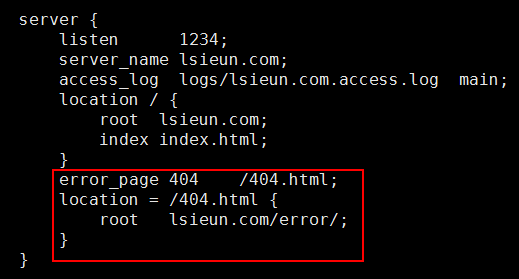 server {
    listen      1234;
    server_name lsieun.com;
    access_log  logs/lsieun.com.access.log  main;
    location / {
        root  lsieun.com;
        index index.html;
    }
    error_page 404    /404.html;
    location = /404.html {
        root   lsieun.com/error/;
    }
}